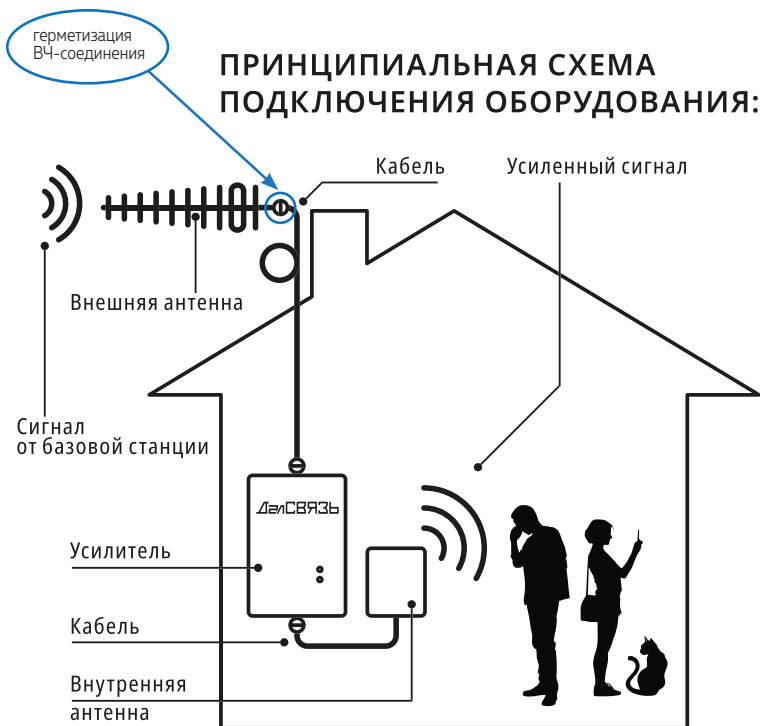 герметизация
ВЧ-соединения
ПРИНЦИПИАЛЬНАЯ СХЕМА
ПОДКЛЮЧЕНИЯ ОБОРУДОВАНИЯ:
Кабель
Усиленный сигнал
Внешняя антенна
Сигнал
от базовой станции
ДалСВЯЗЬ
Усилитель
Кабель
Внутренняя
антенна